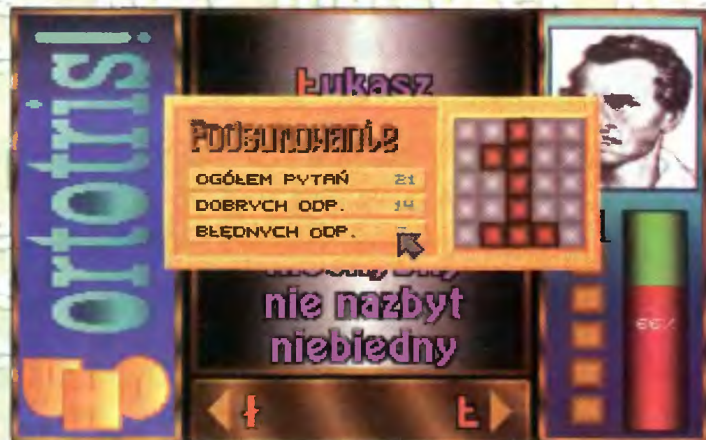 ortotris!
Łukasz
Podsumowanie
OGÓŁEM PYTAŃ 21
DOBRYCH ODP. 14
BŁĘDNYCH ODP.
nie nazbyt
niebiedny
ł Ł
66%